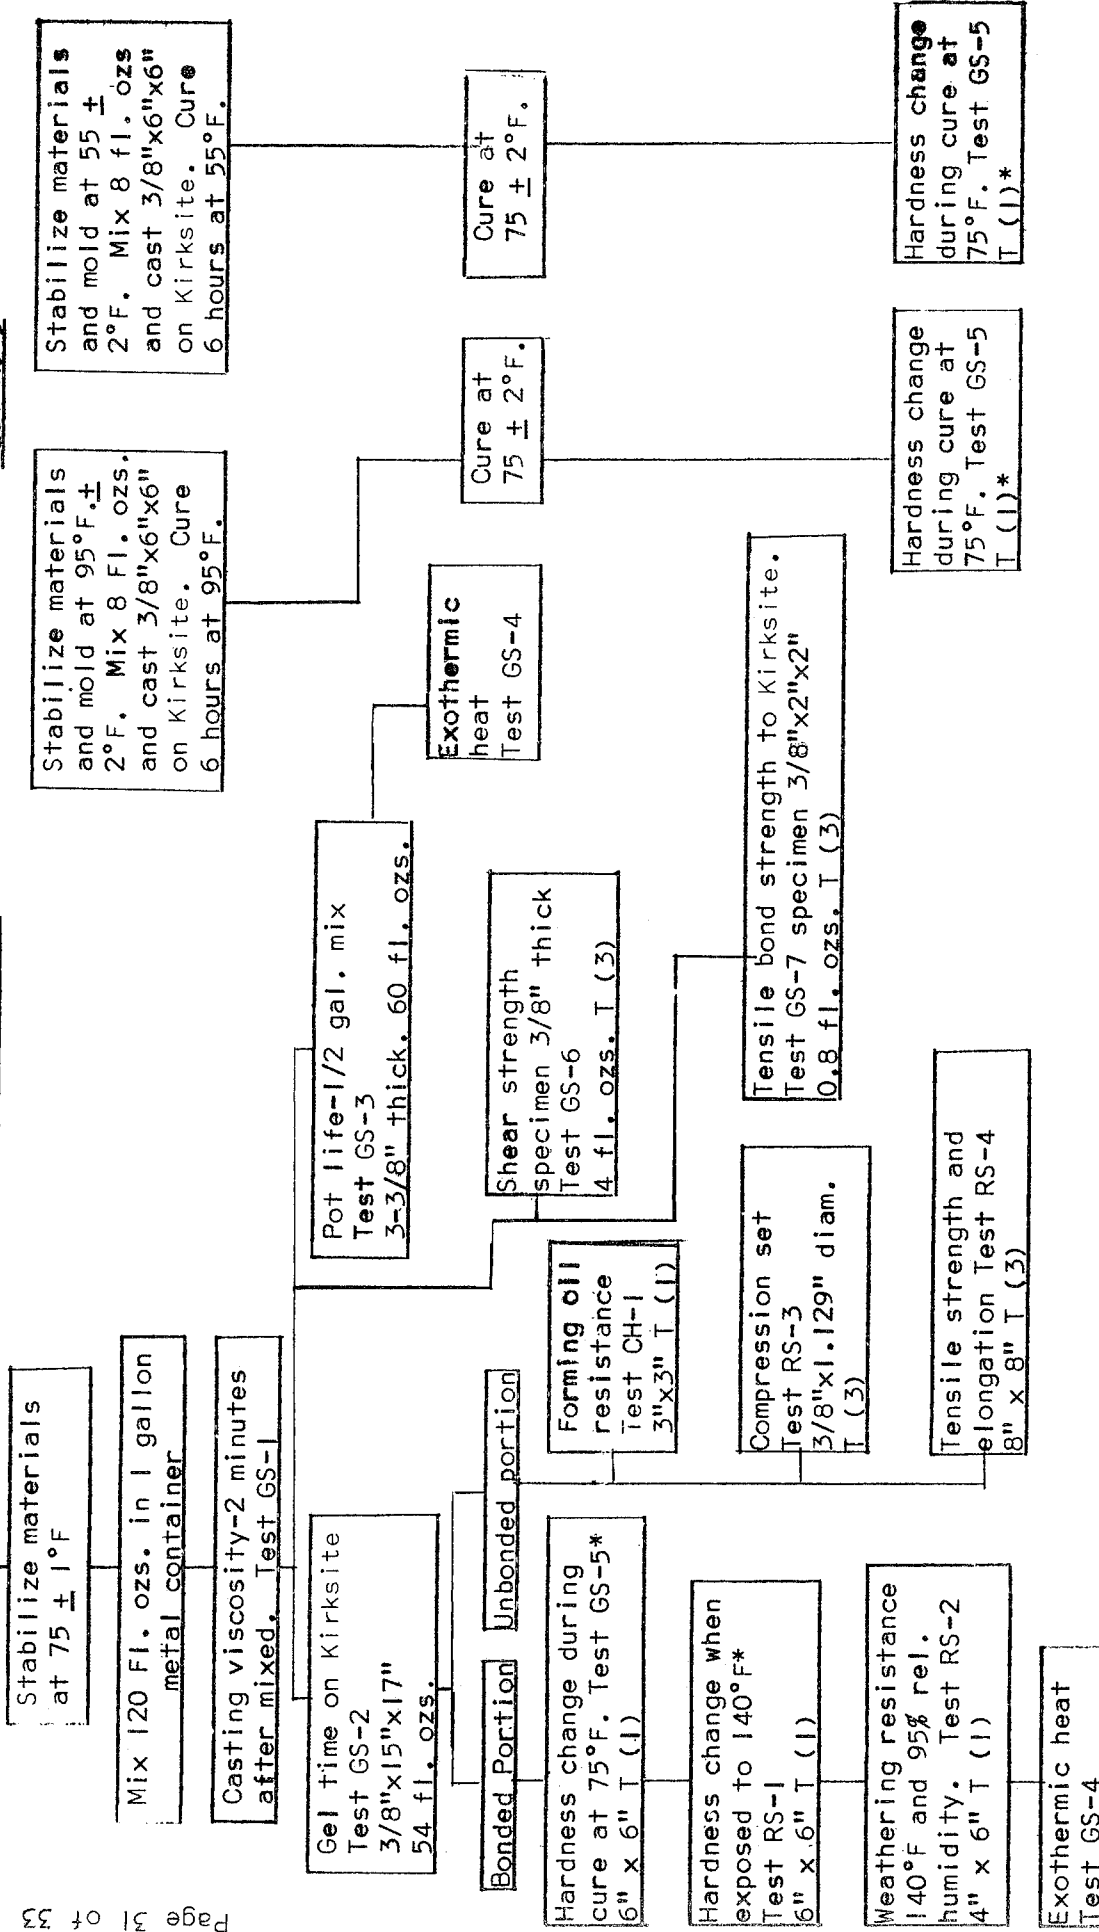 Page 31 of 33
Stabilize materials
at 75 ± 1°F
Mix 120 Fl. ozs. in 1 gallon
metal container
Casting viscosity-2 minutes
after mixed. Test GS-1
Gel time on Kirksite
Test GS-2
3/8"x15"x17"
54 fl. ozs.
Bonded Portion
Unbonded portion
Hardness change during
cure at 75°F. Test GS-5*
6" x 6" T (1)
Hardness change when
exposed to 140°F*
Test RS-1
6" x 6" T (1)
Weathering resistance
140°F and 95% rel.
humidity. Test RS-2
4" x 6" T (1)
Exothermic heat
Test GS-4
Forming oil
resistance
Test CH-1
3"x3" T (1)
Compression set
Test RS-3
3/8"x1.129" diam.
T (3)
Tensile strength and
elongation Test RS-4
8" x 8" T (3)
Pot life-1/2 gal. mix
Test GS-3
3-3/8" thick. 60 fl. ozs.
Exothermic
heat
Test GS-4
Shear strength
specimen 3/8" thick
Test GS-6
4 fl. ozs. T (3)
Tensile bond strength to Kirksite.
Test GS-7 specimen 3/8"x2"x2"
0.8 fl. ozs. T (3)
Stabilize materials
and mold at 95°F.±
2°F. Mix 8 Fl. ozs.
and cast 3/8"x6"x6"
on Kirksite. Cure
6 hours at 95°F.
Cure at
75 ± 2°F.
Hardness change
during cure at
75°F. Test GS-5
T (1)*
Stabilize materials
and mold at 55 ±
2°F. Mix 8 fl. ozs
and cast 3/8"x6"x6"
on Kirksite. Cure
6 hours at 55°F.
Cure at
75 ± 2°F.
Hardness change
during cure at
75°F. Test GS-5
T (1)*